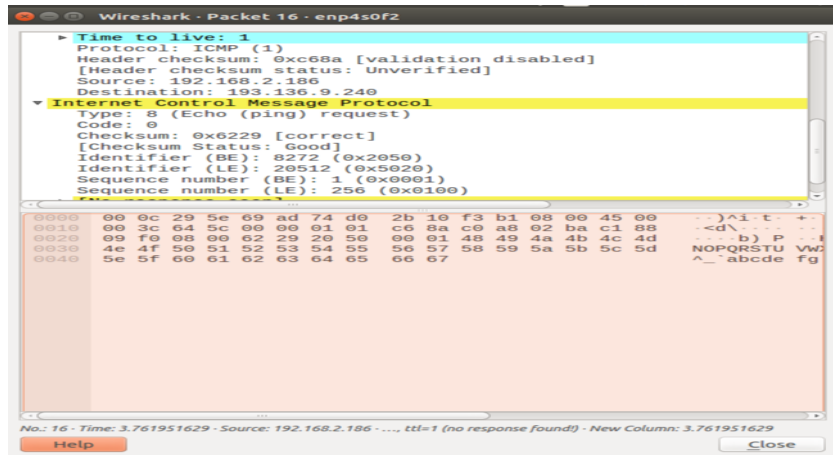 Wireshark · Packet 16 · enp4s0f2
Time to live: 1
Protocol: ICMP (1)
Header checksum: 0xc68a [validation disabled]
[Header checksum status: Unverified]
Source: 192.168.2.186
Destination: 193.136.9.240
Internet Control Message Protocol
Type: 8 (Echo (ping) request)
Code: 0
Checksum: 0x6229 [correct]
[Checksum Status: Good]
Identifier (BE): 8272 (0x2050)
Identifier (LE): 20512 (0x5020)
Sequence number (BE): 1 (0x0001)
Sequence number (LE): 256 (0x0100)
0000 00 0c 29 5e 69 ad 74 d0 2b 10 f3 b1 08 00 45 00 ··)^i·t· +·
0010 00 3c 64 5c 00 00 01 01 c6 8a c0 a8 02 ba c1 88 ·<d\···· ··
0020 09 f0 08 00 62 29 20 50 00 01 48 49 4a 4b 4c 4d ····b) P ··
0030 4e 4f 50 51 52 53 54 55 56 57 58 59 5a 5b 5c 5d NOPQRSTU VW
0040 5e 5f 60 61 62 63 64 65 66 67 ^_`abcde fg
No.: 16 · Time: 3.761951629 · Source: 192.168.2.186 · ..., ttl=1 (no response found!) · New Column: 3.761951629
Help
Close